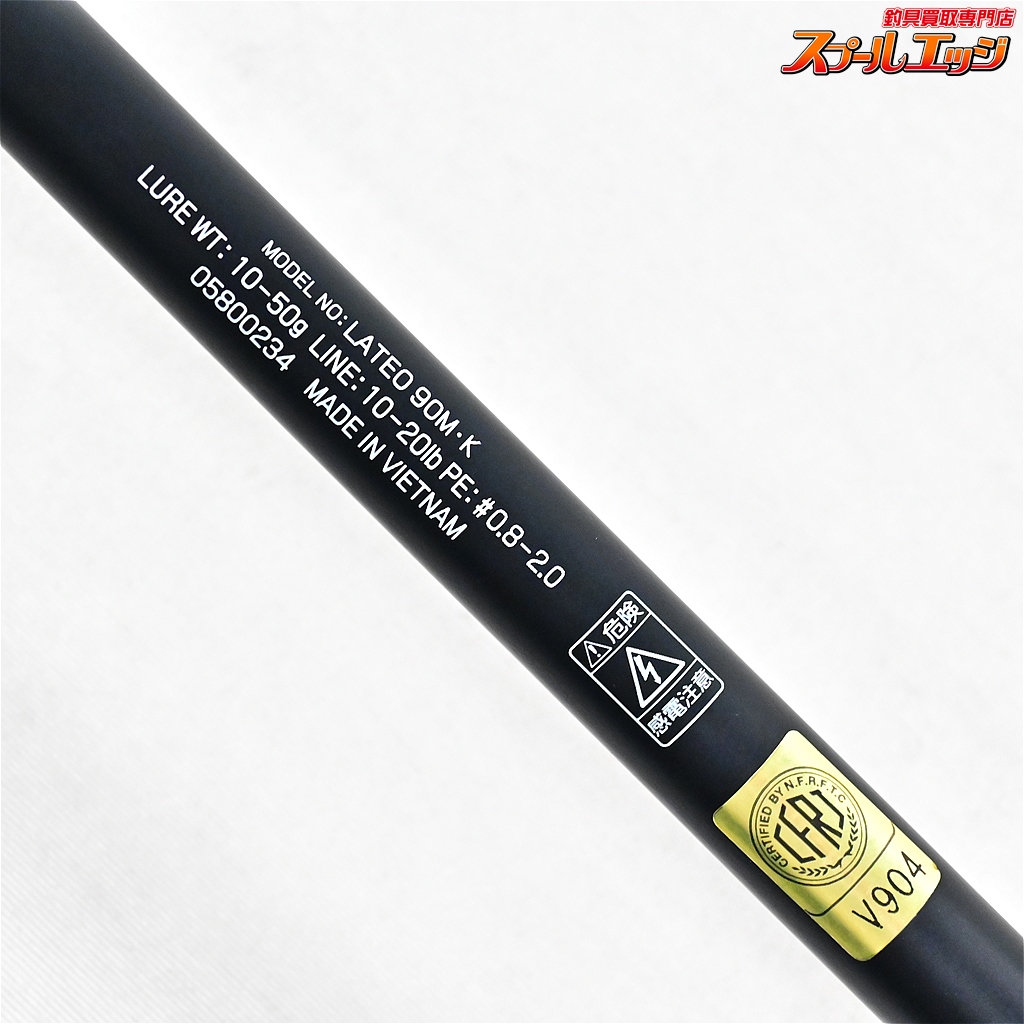 釣具買取専門店
スプールエッジ
MODEL NO: LATEO 90M・K
LURE WT: 10-50g LINE: 10-20lb PE: #0.8-2.0
05800234 MADE IN VIETNAM
危険
感電注意
CERTIFIED BY N.F.R.F.T.C
CFRJ
V904